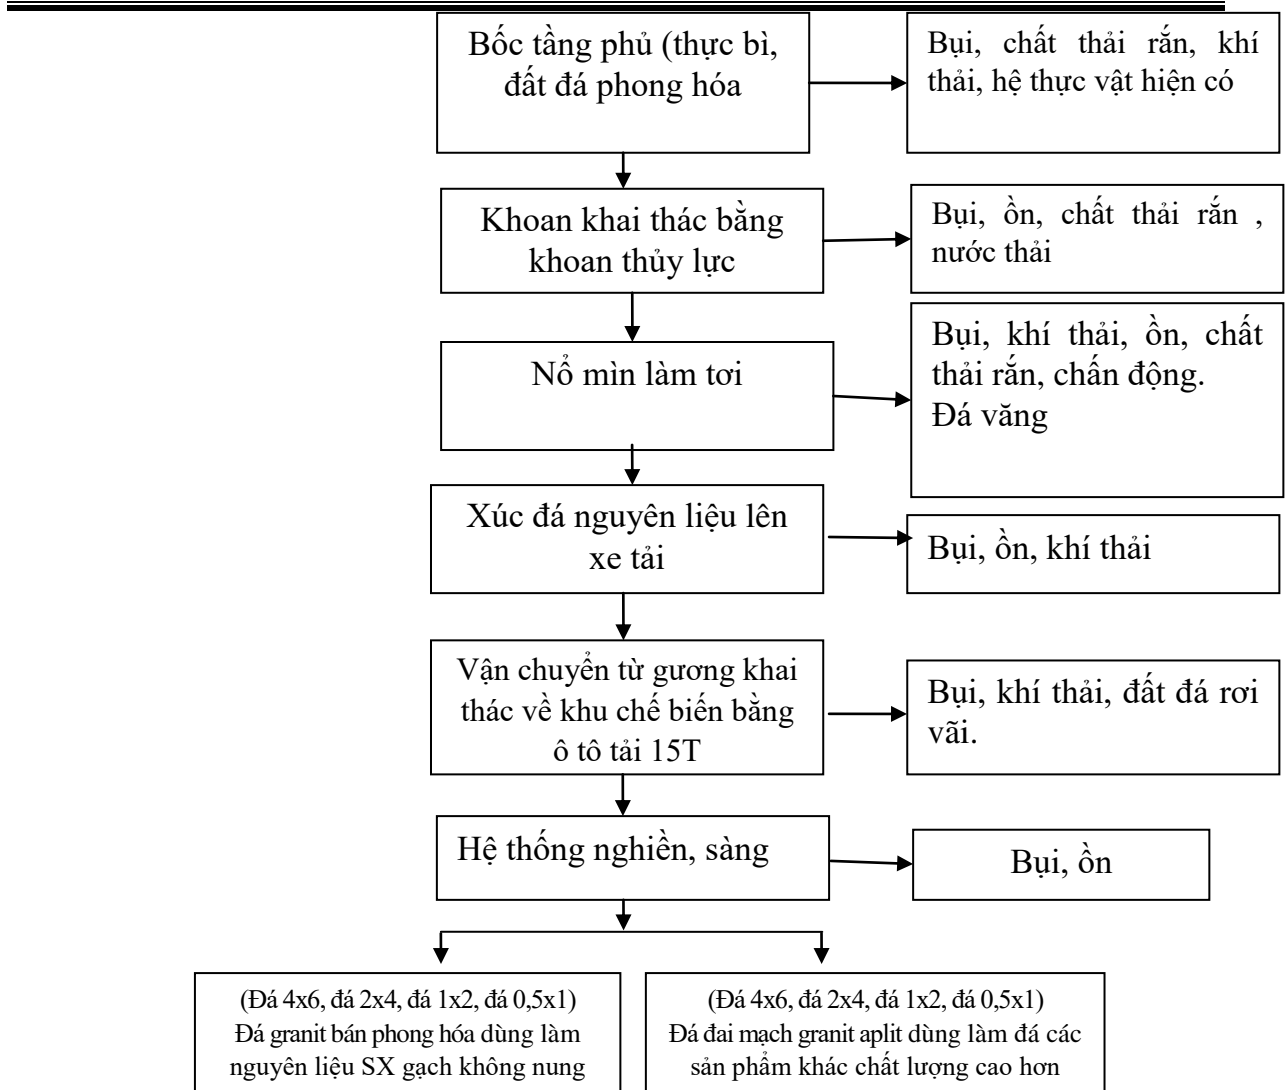 Bốc tầng phủ (thực bì,
đất đá phong hóa
Bụi, chất thải rắn, khí
thải, hệ thực vật hiện có
Khoan khai thác bằng
khoan thủy lực
Bụi, ồn, chất thải rắn ,
nước thải
Nổ mìn làm tơi
Bụi, khí thải, ồn, chất
thải rắn, chấn động.
Đá văng
Xúc đá nguyên liệu lên
xe tải
Bụi, ồn, khí thải
Vận chuyển từ gương khai
thác về khu chế biến bằng
ô tô tải 15T
Bụi, khí thải, đất đá rơi
vãi.
Hệ thống nghiền, sàng
Bụi, ồn
(Đá 4x6, đá 2x4, đá 1x2, đá 0,5x1)
Đá granit bán phong hóa dùng làm
nguyên liệu SX gạch không nung
(Đá 4x6, đá 2x4, đá 1x2, đá 0,5x1)
Đá đai mạch granit aplit dùng làm đá các
sản phẩm khác chất lượng cao hơn